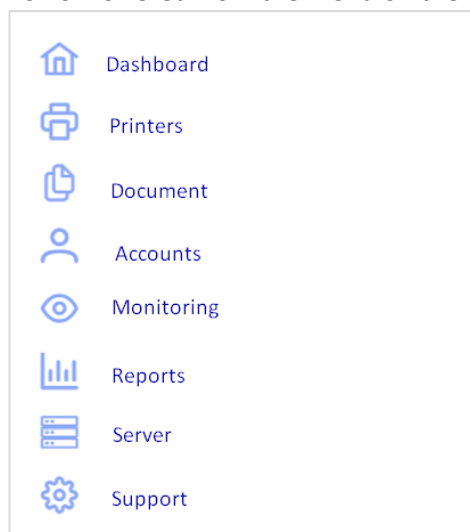 Dashboard
Printers
Document
Accounts
Monitoring
Reports
Server
Support